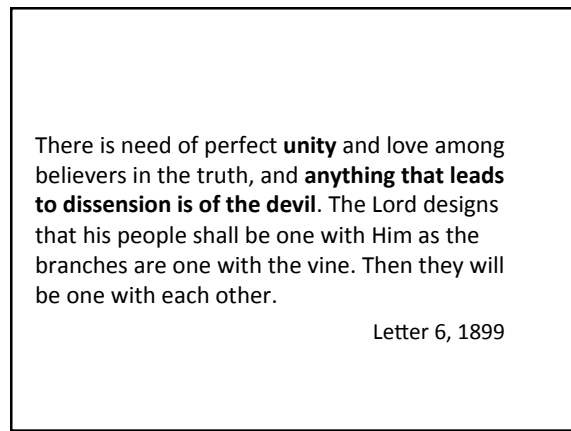 There is need of perfect unity and love among
believers in the truth, and anything that leads
to dissension is of the devil. The Lord designs
that his people shall be one with Him as the
branches are one with the vine. Then they will
be one with each other.
Letter 6, 1899